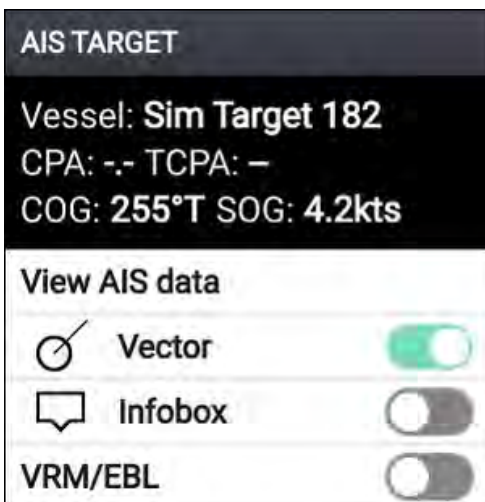 AIS TARGET
Vessel: Sim Target 182
CPA: -.- TCPA: –
COG: 255°T SOG: 4.2kts
View AIS data
Vector
Infobox
VRM/EBL